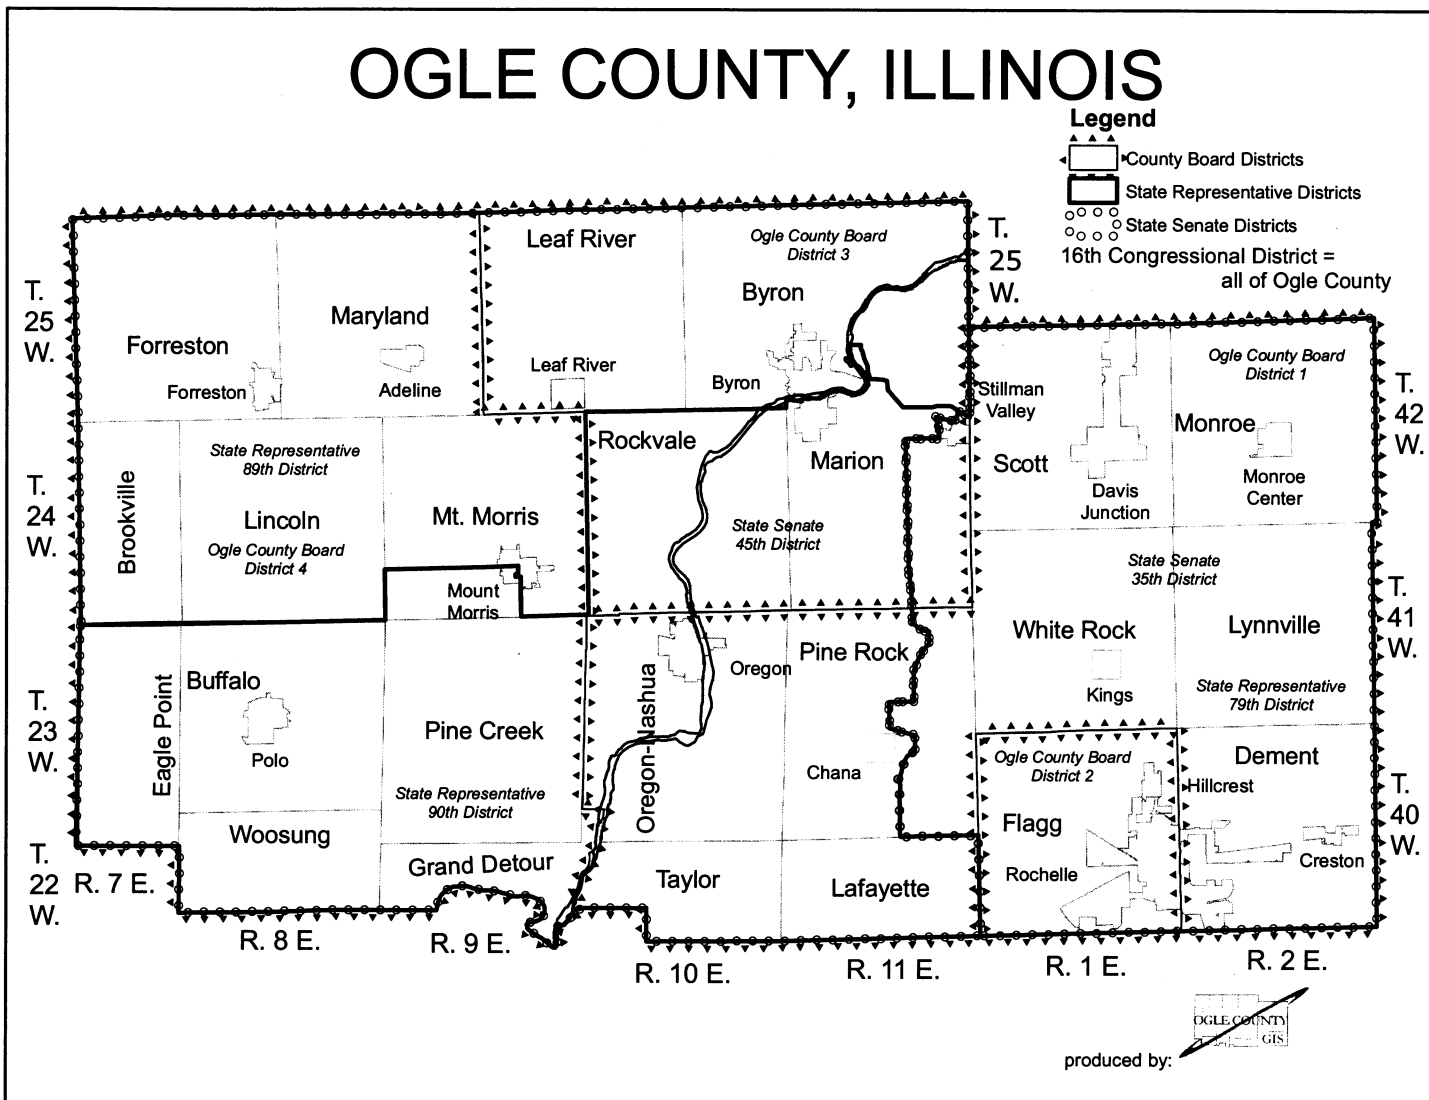 OGLE COUNTY, ILLINOIS
Legend
County Board Districts
State Representative Districts
State Senate Districts
16th Congressional District =
all of Ogle County
T.
25
W.
Leaf River
Ogle County Board
District 3
Byron
T.
25
W.
Maryland
Forreston
Forreston
Adeline
Leaf River
Byron
Stillman
Valley
Ogle County Board
District 1
T.
42
W.
Monroe
Monroe
Center
Scott
Davis
Junction
State Representative
89th District
Rockvale
Marion
T.
24
W.
Brookville
Lincoln
Ogle County Board
District 4
Mt. Morris
Mount
Morris
State Senate
45th District
State Senate
35th District
T.
41
W.
White Rock
Kings
Lynnville
State Representative
79th District
Pine Rock
Oregon
Oregon-Nashua
Chana
T.
23
W.
Eagle Point
Buffalo
Polo
Pine Creek
State Representative
90th District
Ogle County Board
District 2
Dement
Hillcrest
Flagg
Rochelle
Creston
T.
40
W.
Woosung
Grand Detour
Taylor
Lafayette
T.
22
W.
R. 7 E.
R. 8 E.
R. 9 E.
R. 10 E.
R. 11 E.
R. 1 E.
R. 2 E.
OGLE COUNTY
GIS
produced by: